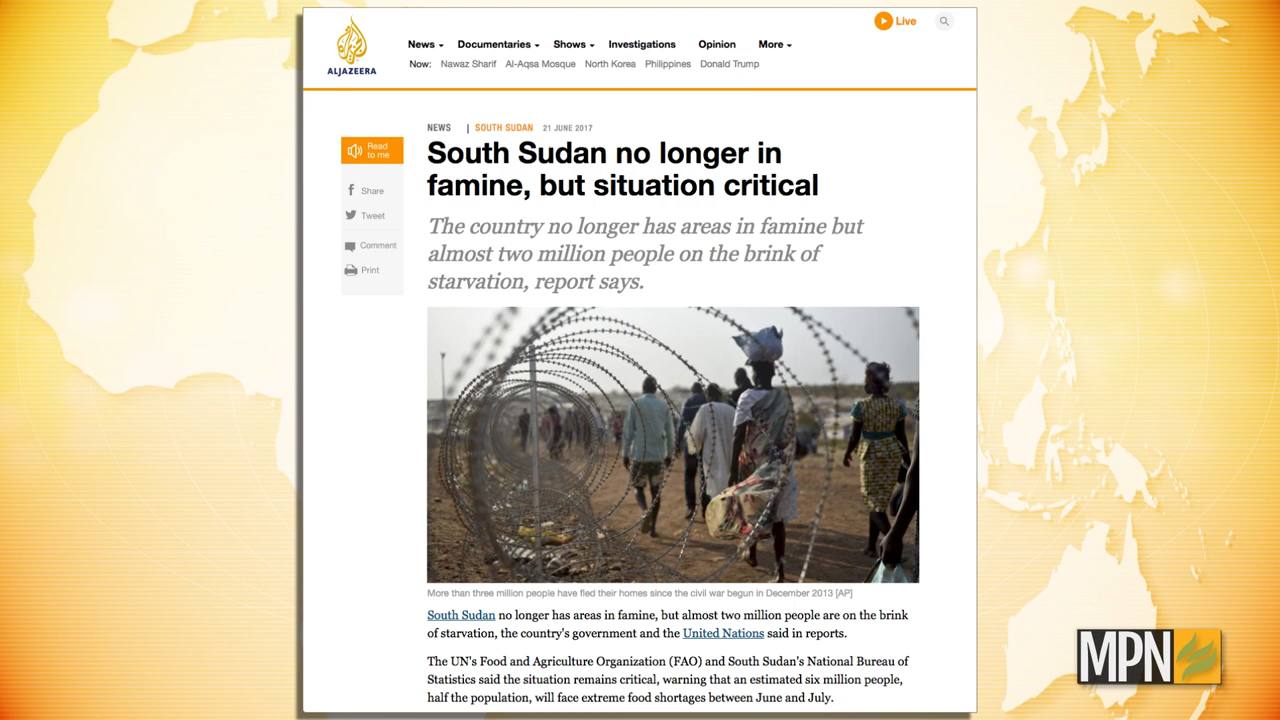 Live
ALJAZEERA
News Documentaries Shows Investigations Opinion More
Now: Nawaz Sharif Al-Aqsa Mosque North Korea Philippines Donald Trump
NEWS | SOUTH SUDAN 21 JUNE 2017
Read
to me
Share
Tweet
Comment
Print
South Sudan no longer in
famine, but situation critical
The country no longer has areas in famine but
almost two million people on the brink of
starvation, report says.
More than three million people have fled their homes since the civil war begun in December 2013 [AP]
South Sudan no longer has areas in famine, but almost two million people are on the brink
of starvation, the country's government and the United Nations said in reports.
The UN's Food and Agriculture Organization (FAO) and South Sudan's National Bureau of
Statistics said the situation remains critical, warning that an estimated six million people,
half the population, will face extreme food shortages between June and July.
MPN